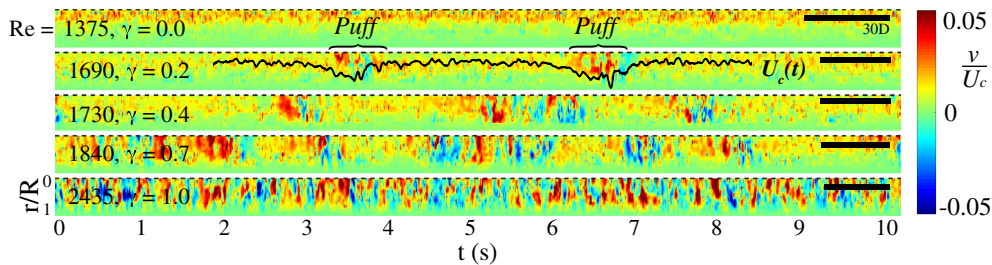 Puff Puff
Re = 1375, γ = 0.0 30D
1690, γ = 0.2 U_c(t)
1730, γ = 0.4
1840, γ = 0.7
2435, γ = 1.0
r/R
0
1
0 1 2 3 4 5 6 7 8 9 10
t (s)
0.05
v/U_c
0
-0.05